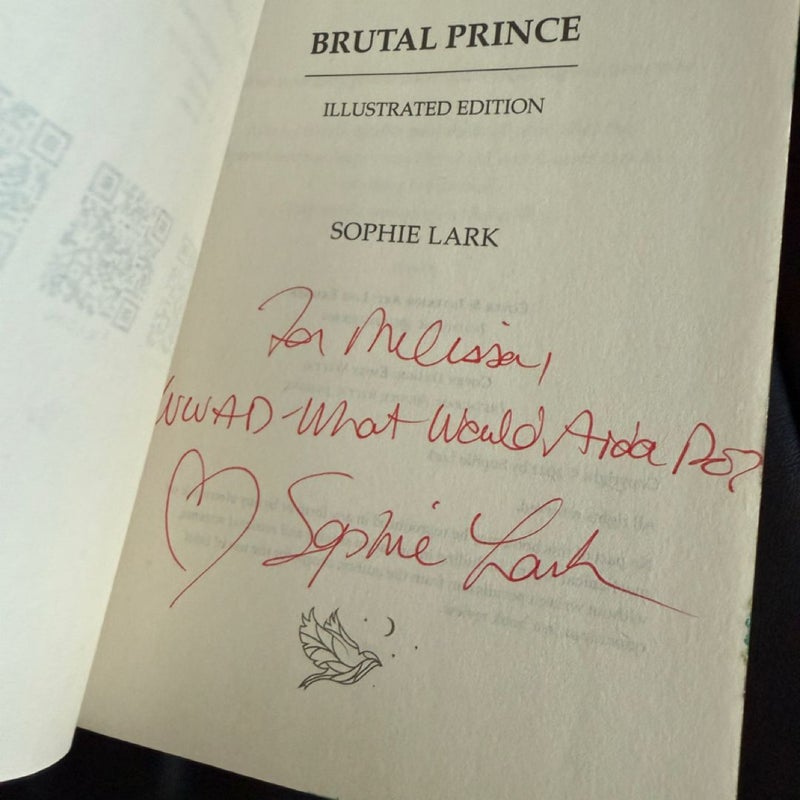 BRUTAL PRINCE
ILLUSTRATED EDITION
SOPHIE LARK
For Melissa,
WWAD - What Would Aida Do?
Sophie Lark